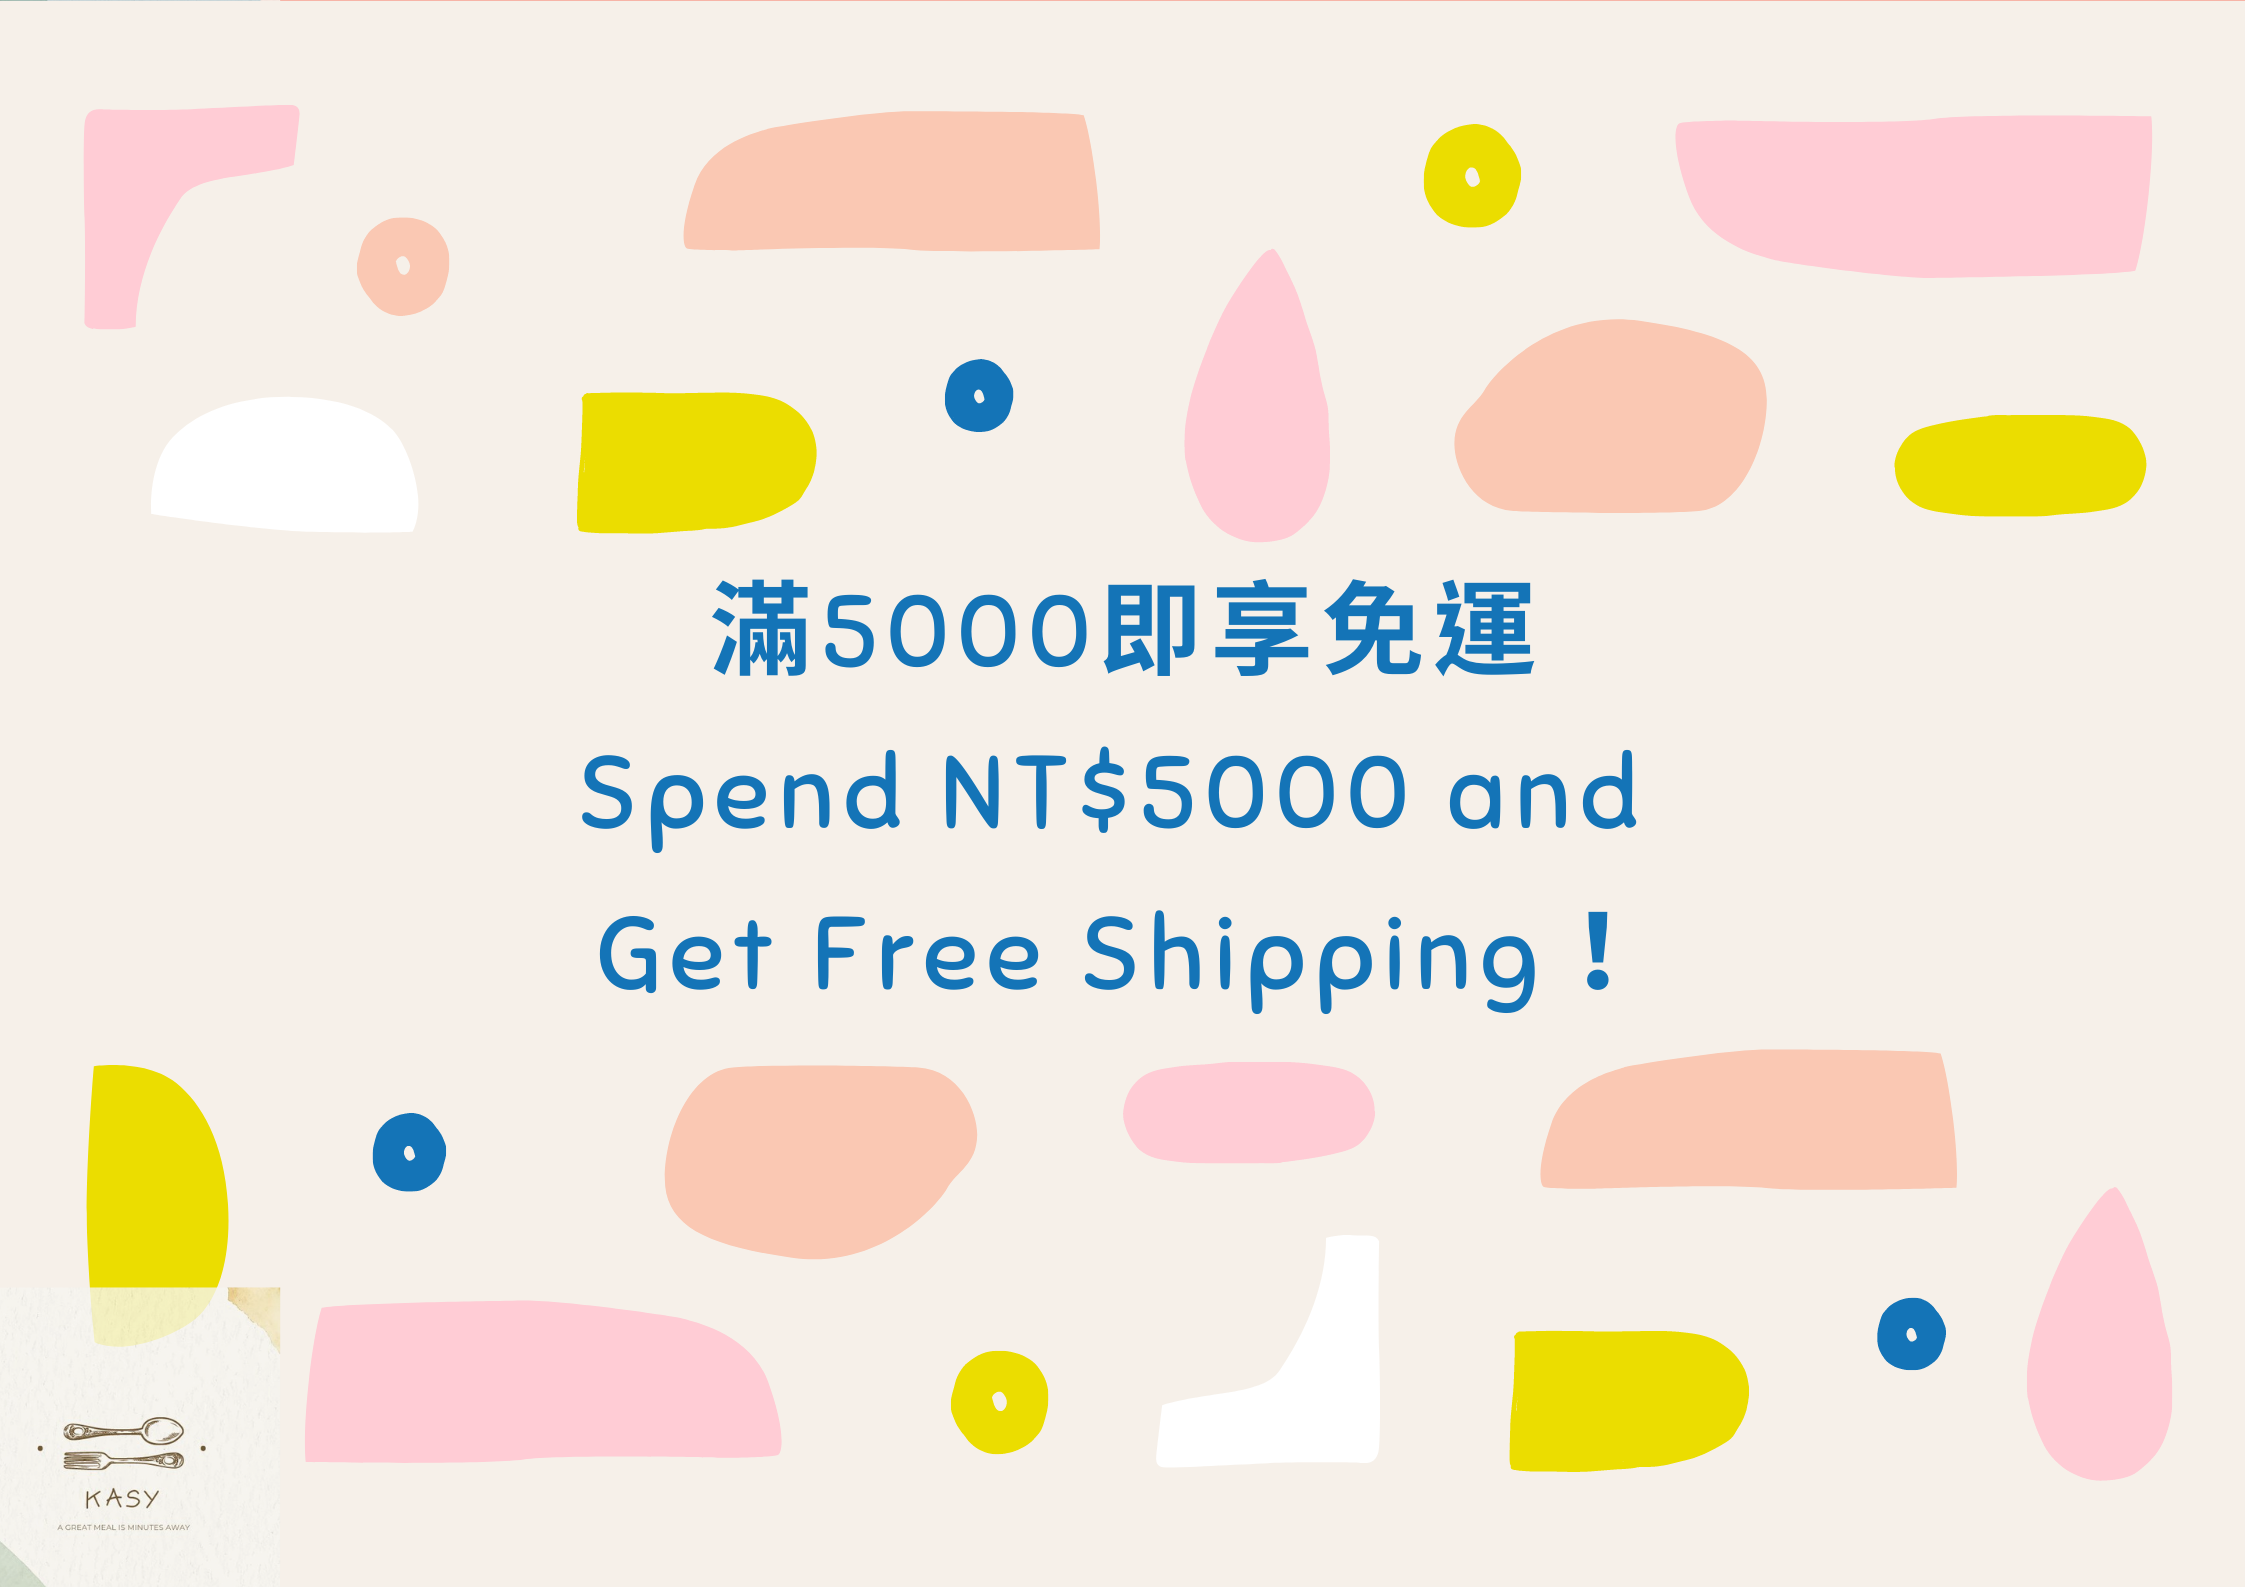 滿5000即享免運
Spend NT$5000 and
Get Free Shipping！
KASY
A GREAT MEAL IS MINUTES AWAY